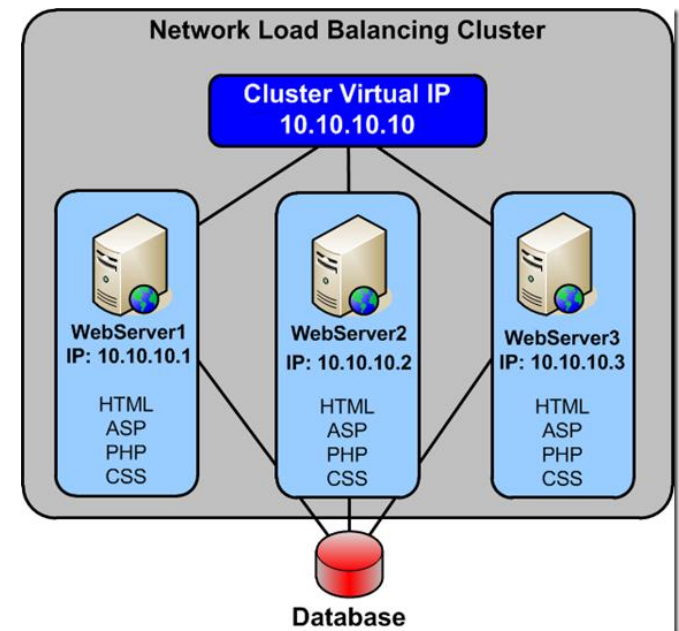 Network Load Balancing Cluster
Cluster Virtual IP
10.10.10.10
WebServer1
IP: 10.10.10.1
HTML
ASP
PHP
CSS
WebServer2
IP: 10.10.10.2
HTML
ASP
PHP
CSS
WebServer3
IP: 10.10.10.3
HTML
ASP
PHP
CSS
Database